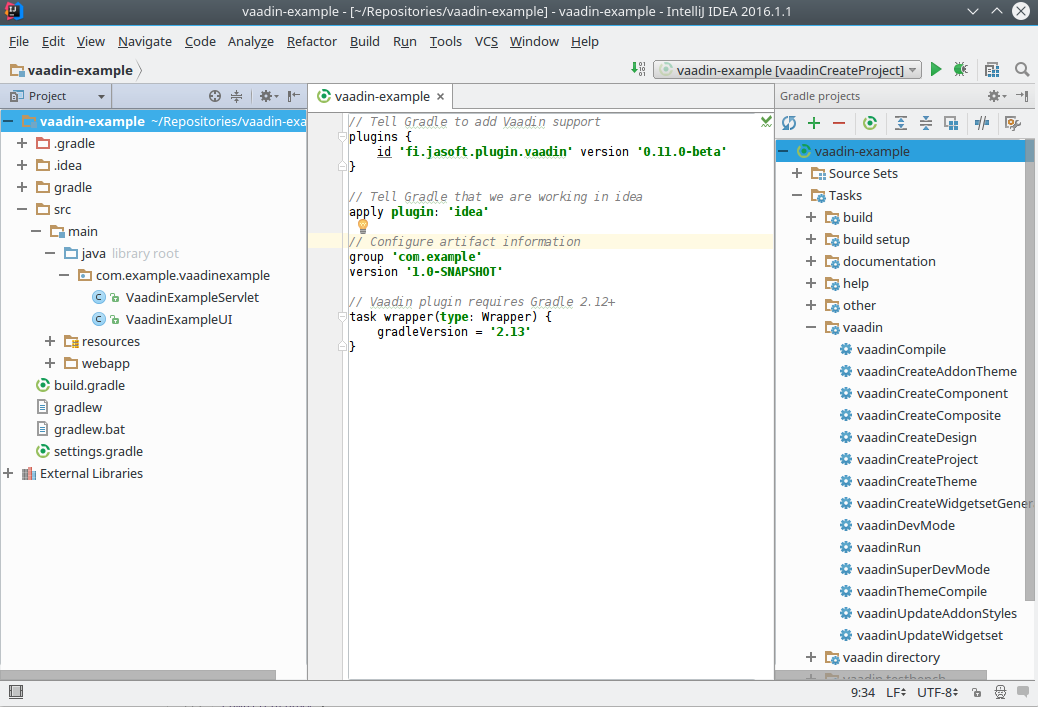 vaadin-example - [~/Repositories/vaadin-example] - vaadin-example - IntelliJ IDEA 2016.1.1
File Edit View Navigate Code Analyze Refactor Build Run Tools VCS Window Help
vaadin-example
vaadin-example [vaadinCreateProject]
Project
vaadin-example ~/Repositories/vaadin-exa
.gradle
.idea
gradle
src
main
java library root
com.example.vaadinexample
VaadinExampleServlet
VaadinExampleUI
resources
webapp
build.gradle
gradlew
gradlew.bat
settings.gradle
External Libraries
vaadin-example
// Tell Gradle to add Vaadin support
plugins {
id 'fi.jasoft.plugin.vaadin' version '0.11.0-beta'
}
// Tell Gradle that we are working in idea
apply plugin: 'idea'
// Configure artifact information
group 'com.example'
version '1.0-SNAPSHOT'
// Vaadin plugin requires Gradle 2.12+
task wrapper(type: Wrapper) {
gradleVersion = '2.13'
}
Gradle projects
vaadin-example
Source Sets
Tasks
build
build setup
documentation
help
other
vaadin
vaadinCompile
vaadinCreateAddonTheme
vaadinCreateComponent
vaadinCreateComposite
vaadinCreateDesign
vaadinCreateProject
vaadinCreateTheme
vaadinCreateWidgetsetGener
vaadinDevMode
vaadinRun
vaadinSuperDevMode
vaadinThemeCompile
vaadinUpdateAddonStyles
vaadinUpdateWidgetset
vaadin directory
vaadin testbench
9:34 LF UTF-8